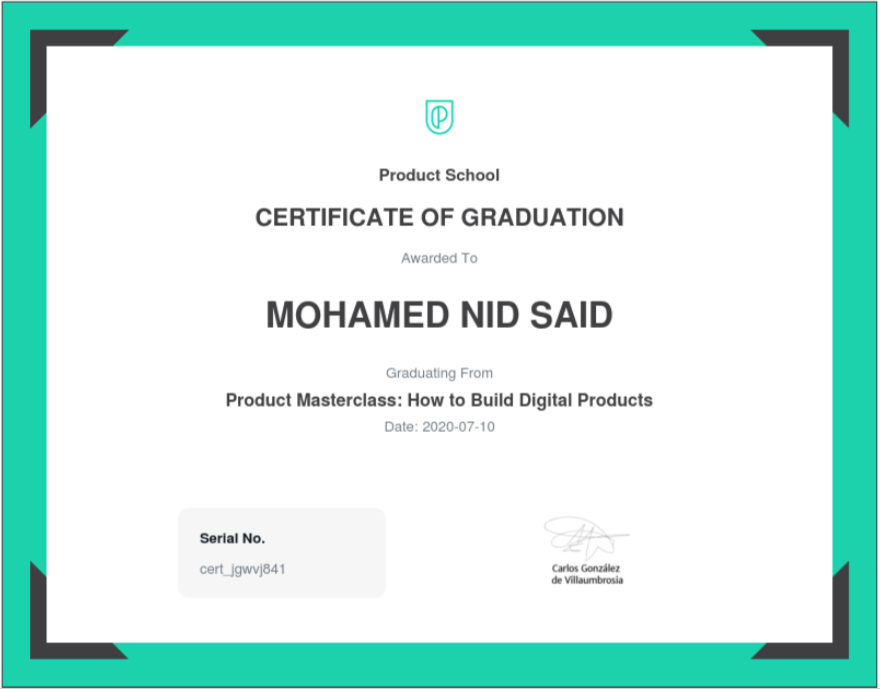 Product School
CERTIFICATE OF GRADUATION
Awarded To
MOHAMED NID SAID
Graduating From
Product Masterclass: How to Build Digital Products
Date: 2020-07-10
Serial No.
cert_jgwvj841
Carlos González
de Villaumbrosia